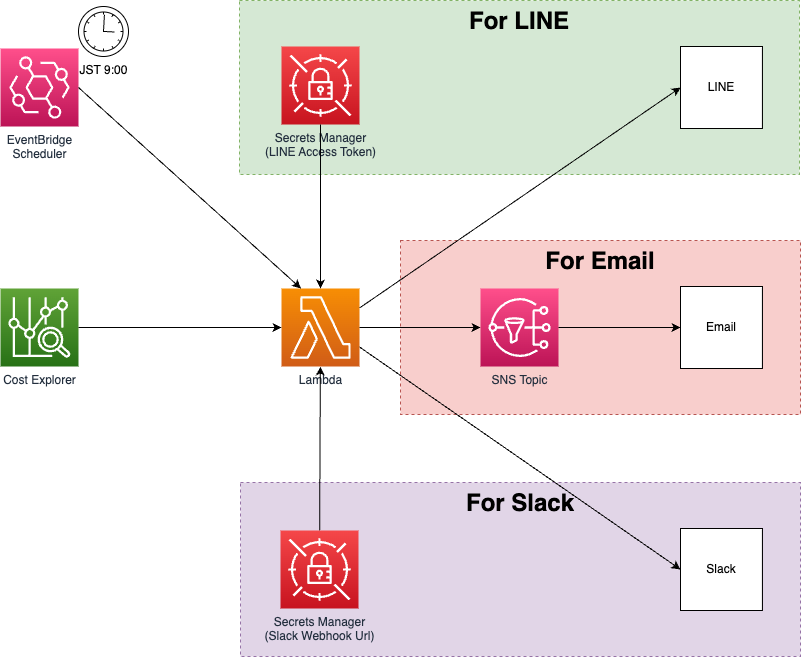 For LINE
JST 9:00
EventBridge
Scheduler
Secrets Manager
(LINE Access Token)
LINE
For Email
Cost Explorer
Lambda
SNS Topic
Email
For Slack
Secrets Manager
(Slack Webhook Url)
Slack